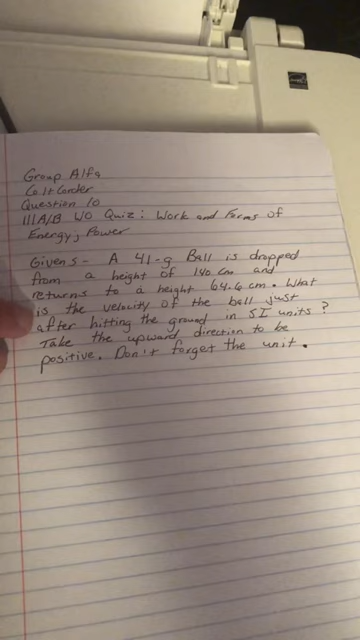 Group Alfa
Colt Corder
Question 10
111A/B WO Quiz: Work and Forms of
Energy; Power
Givens - A 41-g Ball is dropped
from a height of 140 cm and
returns to a height 64.6 cm. What
is the velocity of the ball just
after hitting the ground in SI units?
Take the upward direction to be
positive. Don't forget the unit.